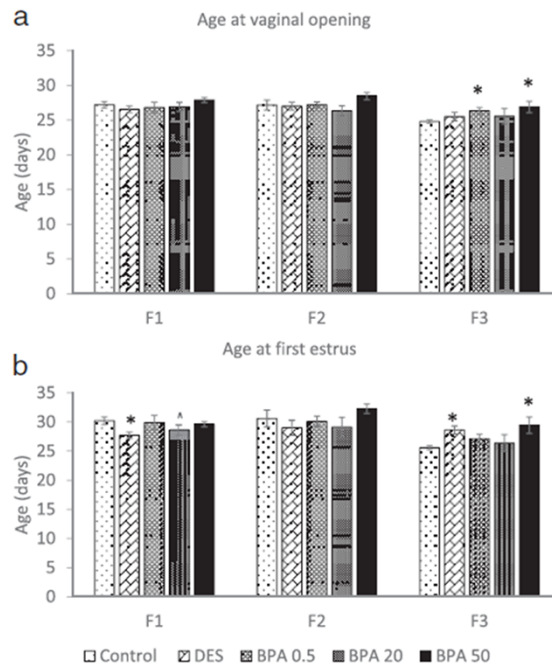 a
Age at vaginal opening
35
30
25
20
15
10
5
0
Age (days)
* *
F1 F2 F3
b
Age at first estrus
35
30
25
20
15
10
5
0
Age (days)
* ^ * *
F1 F2 F3
Control DES BPA 0.5 BPA 20 BPA 50